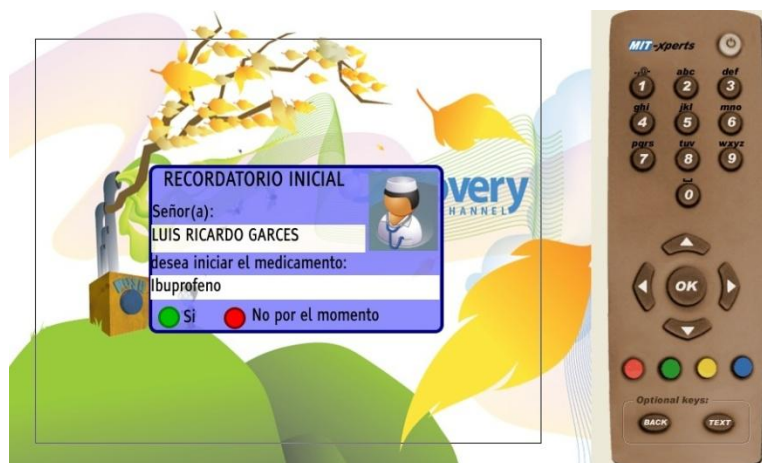 RECORDATORIO INICIAL
Señor(a):
LUIS RICARDO GARCES
desea iniciar el medicamento:
Ibuprofeno
Si
No por el momento
very
CHANNEL
MIT-xperts
abc def
1 2 3
ghi jkl mno
4 5 6
pqrs tuv wxyz
7 8 9
0
OK
Optional keys:
BACK TEXT